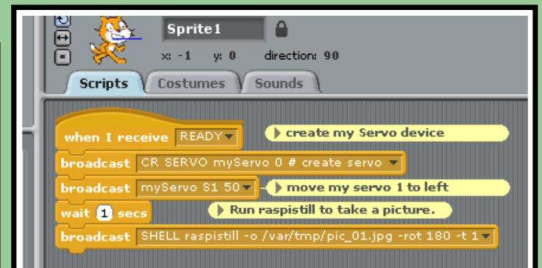 Sprite1
x: -1 y: 0 direction: 90
Scripts Costumes Sounds
when I receive READY create my Servo device
broadcast CR SERVO myServo 0 # create servo
broadcast myServo S1 50 move my servo 1 to left
wait 1 secs Run raspistill to take a picture.
broadcast SHELL raspistill -o /var/tmp/pic_01.jpg -rot 180 -t 1